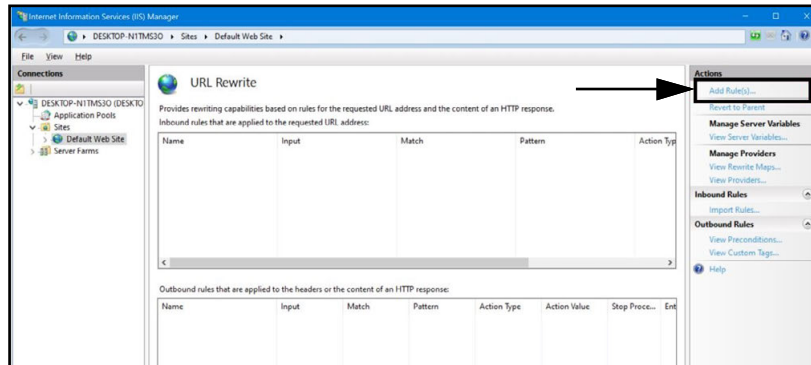 Internet Information Services (IIS) Manager
DESKTOP-N1TMS3O Sites Default Web Site
File View Help
Connections
DESKTOP-N1TMS3O (DESKTO
Application Pools
Sites
Default Web Site
Server Farms
URL Rewrite
Provides rewriting capabilities based on rules for the requested URL address and the content of an HTTP response.
Inbound rules that are applied to the requested URL address:
Name Input Match Pattern Action Typ
Outbound rules that are applied to the headers or the content of an HTTP response:
Name Input Match Pattern Action Type Action Value Stop Proce... Ent
Actions
Add Rule(s)...
Revert to Parent
Manage Server Variables
View Server Variables...
Manage Providers
View Rewrite Maps...
View Providers...
Inbound Rules
Import Rules...
Outbound Rules
View Preconditions...
View Custom Tags...
Help